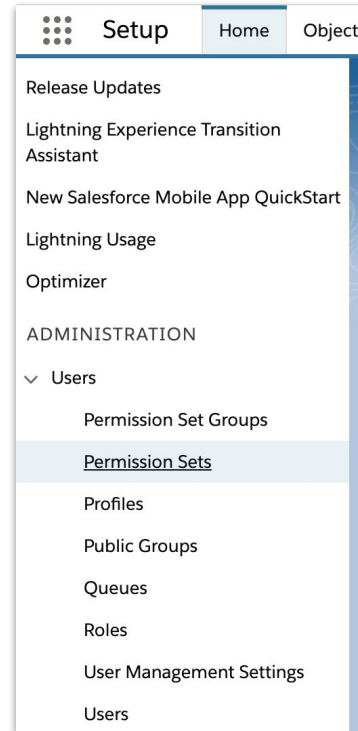 Setup
Home
Object
Release Updates
Lightning Experience Transition
Assistant
New Salesforce Mobile App QuickStart
Lightning Usage
Optimizer
ADMINISTRATION
Users
Permission Set Groups
Permission Sets
Profiles
Public Groups
Queues
Roles
User Management Settings
Users